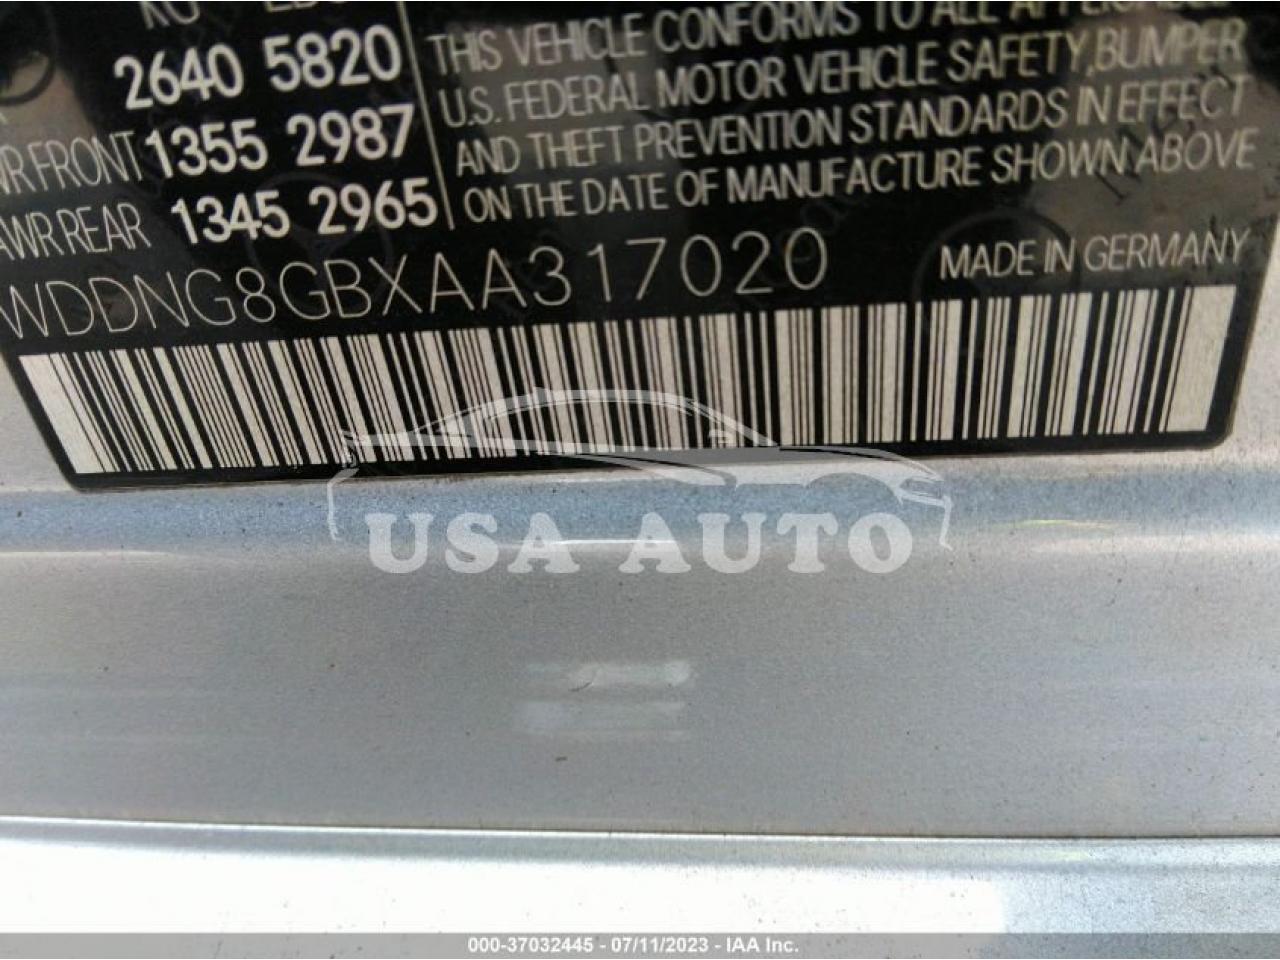 KG
2640 5820
THIS VEHICLE CONFORMS TO ALL APPLICABLE
U.S. FEDERAL MOTOR VEHICLE SAFETY, BUMPER
FRONT 1355 2987
AND THEFT PREVENTION STANDARDS IN EFFECT
GAWR REAR 1345 2965
ON THE DATE OF MANUFACTURE SHOWN ABOVE
WDDNG8GBXAA317020
MADE IN GERMANY
USA AUTO
000-37032445 - 07/11/2023 - IAA Inc.